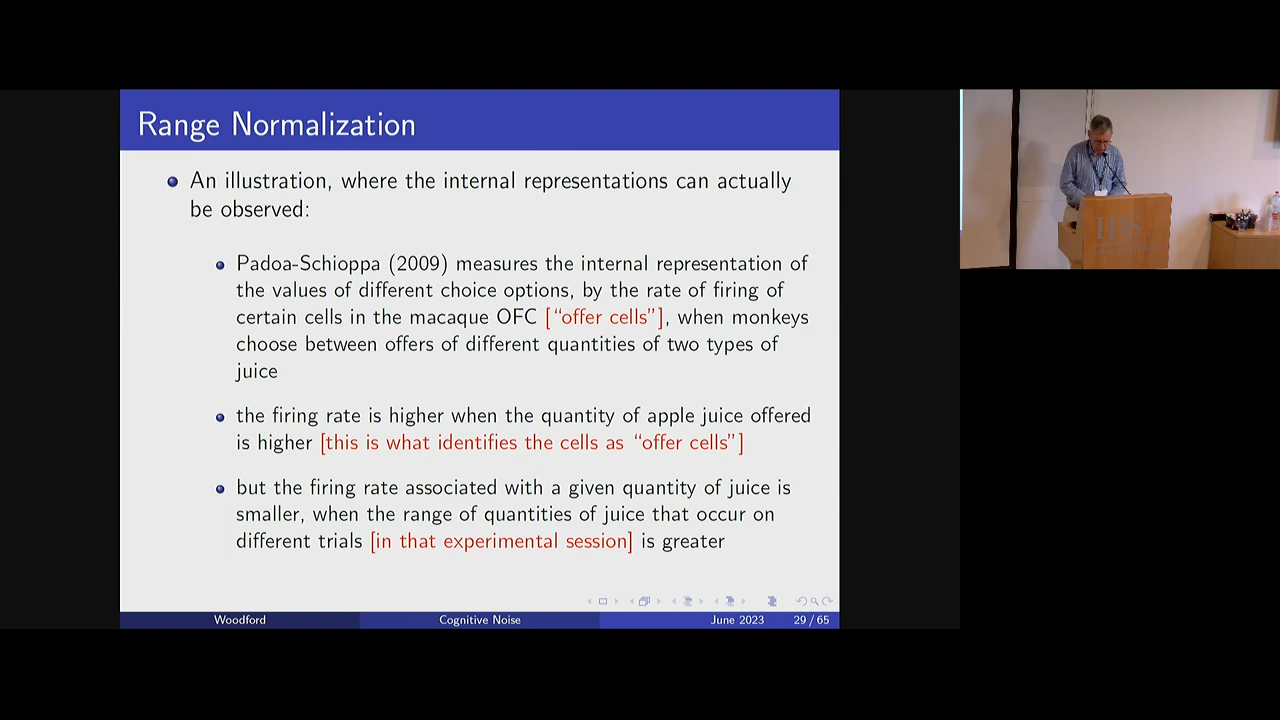 Range Normalization
An illustration, where the internal representations can actually
be observed:
Padoa-Schioppa (2009) measures the internal representation of
the values of different choice options, by the rate of firing of
certain cells in the macaque OFC [“offer cells”], when monkeys
choose between offers of different quantities of two types of
juice
the firing rate is higher when the quantity of apple juice offered
is higher [this is what identifies the cells as “offer cells”]
but the firing rate associated with a given quantity of juice is
smaller, when the range of quantities of juice that occur on
different trials [in that experimental session] is greater
Woodford
Cognitive Noise
June 2023
29 / 65